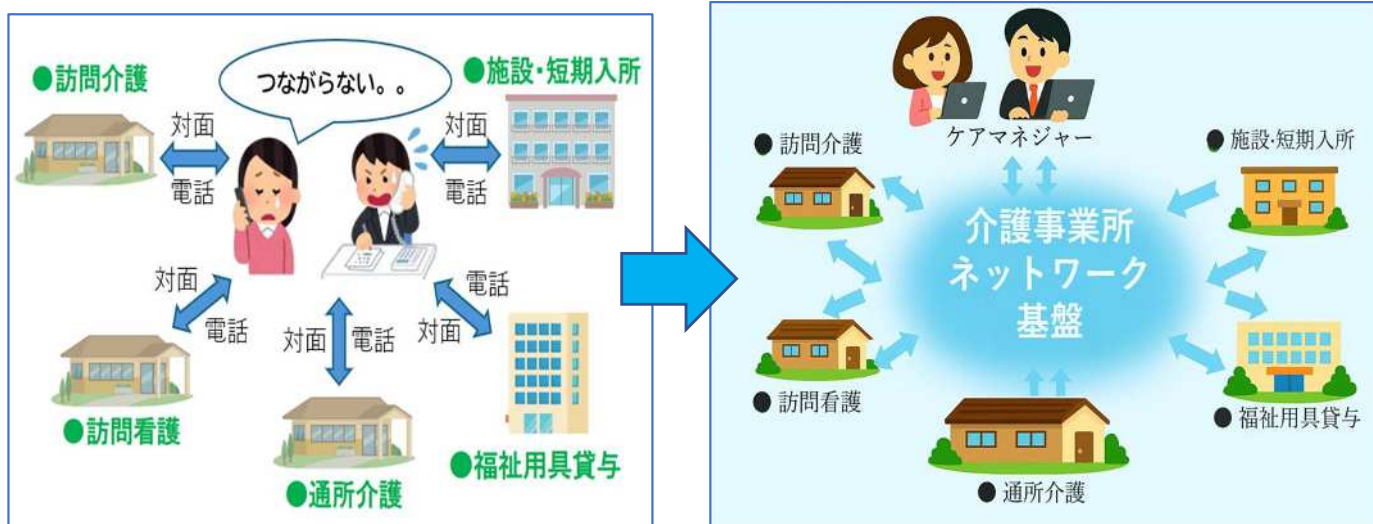 つながらない。。
●訪問介護
●施設・短期入所
対面
電話
対面
電話
対面
電話
対面
電話
電話
対面
●訪問看護
●通所介護
●福祉用具貸与
ケアマネジャー
●訪問介護
●施設·短期入所
介護事業所
ネットワーク
基盤
●訪問看護
●福祉用具貸与
●通所介護